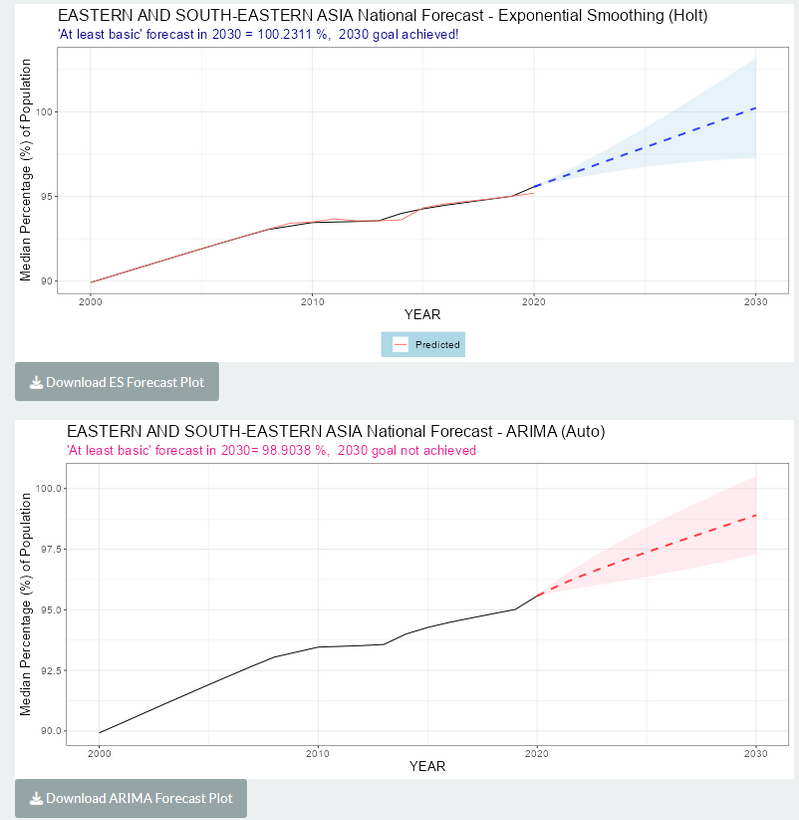 EASTERN AND SOUTH-EASTERN ASIA National Forecast - Exponential Smoothing (Holt)
'At least basic' forecast in 2030 = 100.2311 %,  2030 goal achieved!
Median Percentage (%) of Population
100
95
90
2000 2010 2020 2030
YEAR
Predicted
Download ES Forecast Plot
EASTERN AND SOUTH-EASTERN ASIA National Forecast - ARIMA (Auto)
'At least basic' forecast in 2030= 98.9038 %,  2030 goal not achieved
Median Percentage (%) of Population
100.0
97.5
95.0
92.5
90.0
2000 2010 2020 2030
YEAR
Download ARIMA Forecast Plot